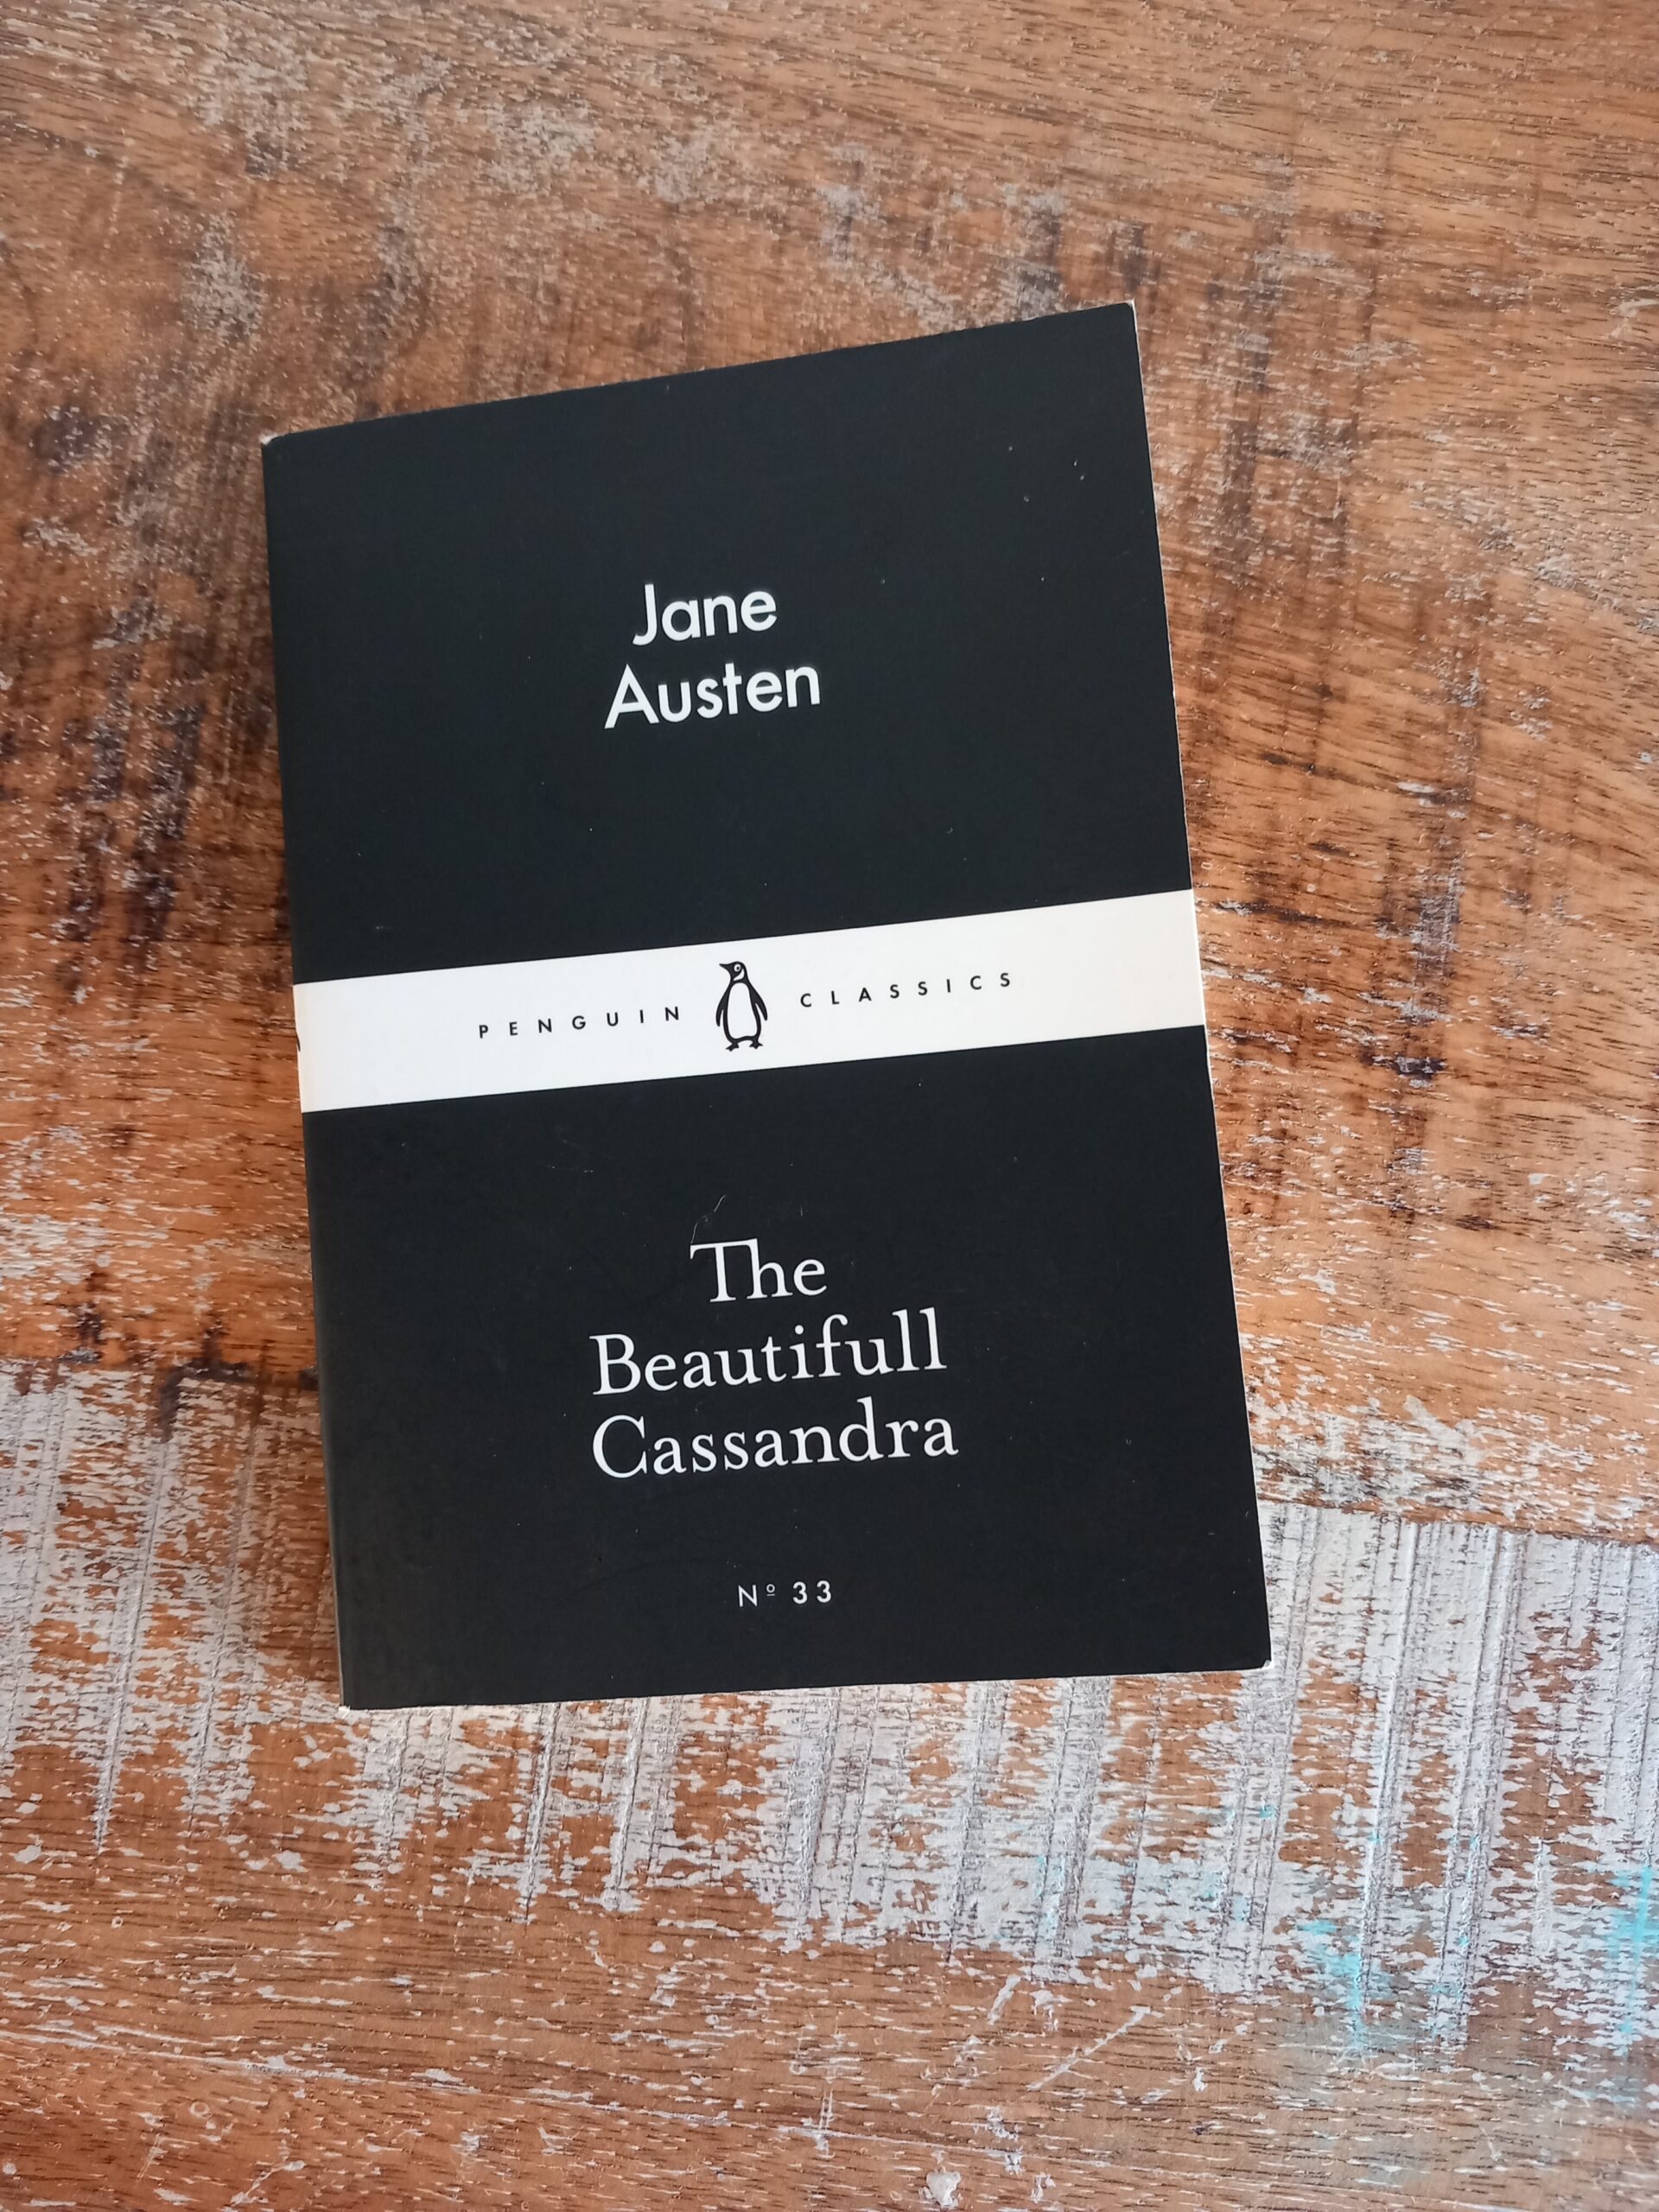 Jane
Austen
PENGUIN CLASSICS
The
Beautifull
Cassandra
Nº 33